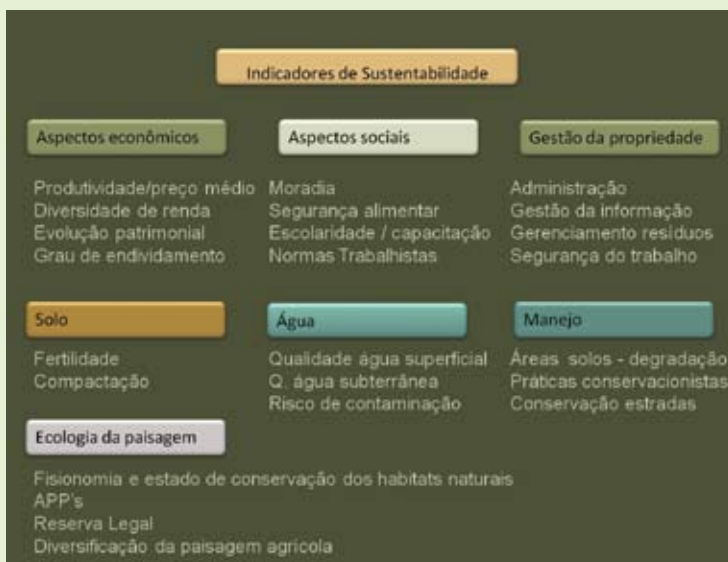 Indicadores de Sustentabilidade
Aspectos econômicos
Produtividade/preço médio
Diversidade de renda
Evolução patrimonial
Grau de endividamento
Aspectos sociais
Moradia
Segurança alimentar
Escolaridade / capacitação
Normas Trabalhistas
Gestão da propriedade
Administração
Gestão da informação
Gerenciamento resíduos
Segurança do trabalho
Solo
Fertilidade
Compactação
Água
Qualidade água superficial
Q. água subterrânea
Risco de contaminação
Manejo
Áreas solos - degradação
Práticas conservacionistas
Conservação estradas
Ecologia da paisagem
Fisionomia e estado de conservação dos habitats naturais
APP's
Reserva Legal
Diversificação da paisagem agrícola